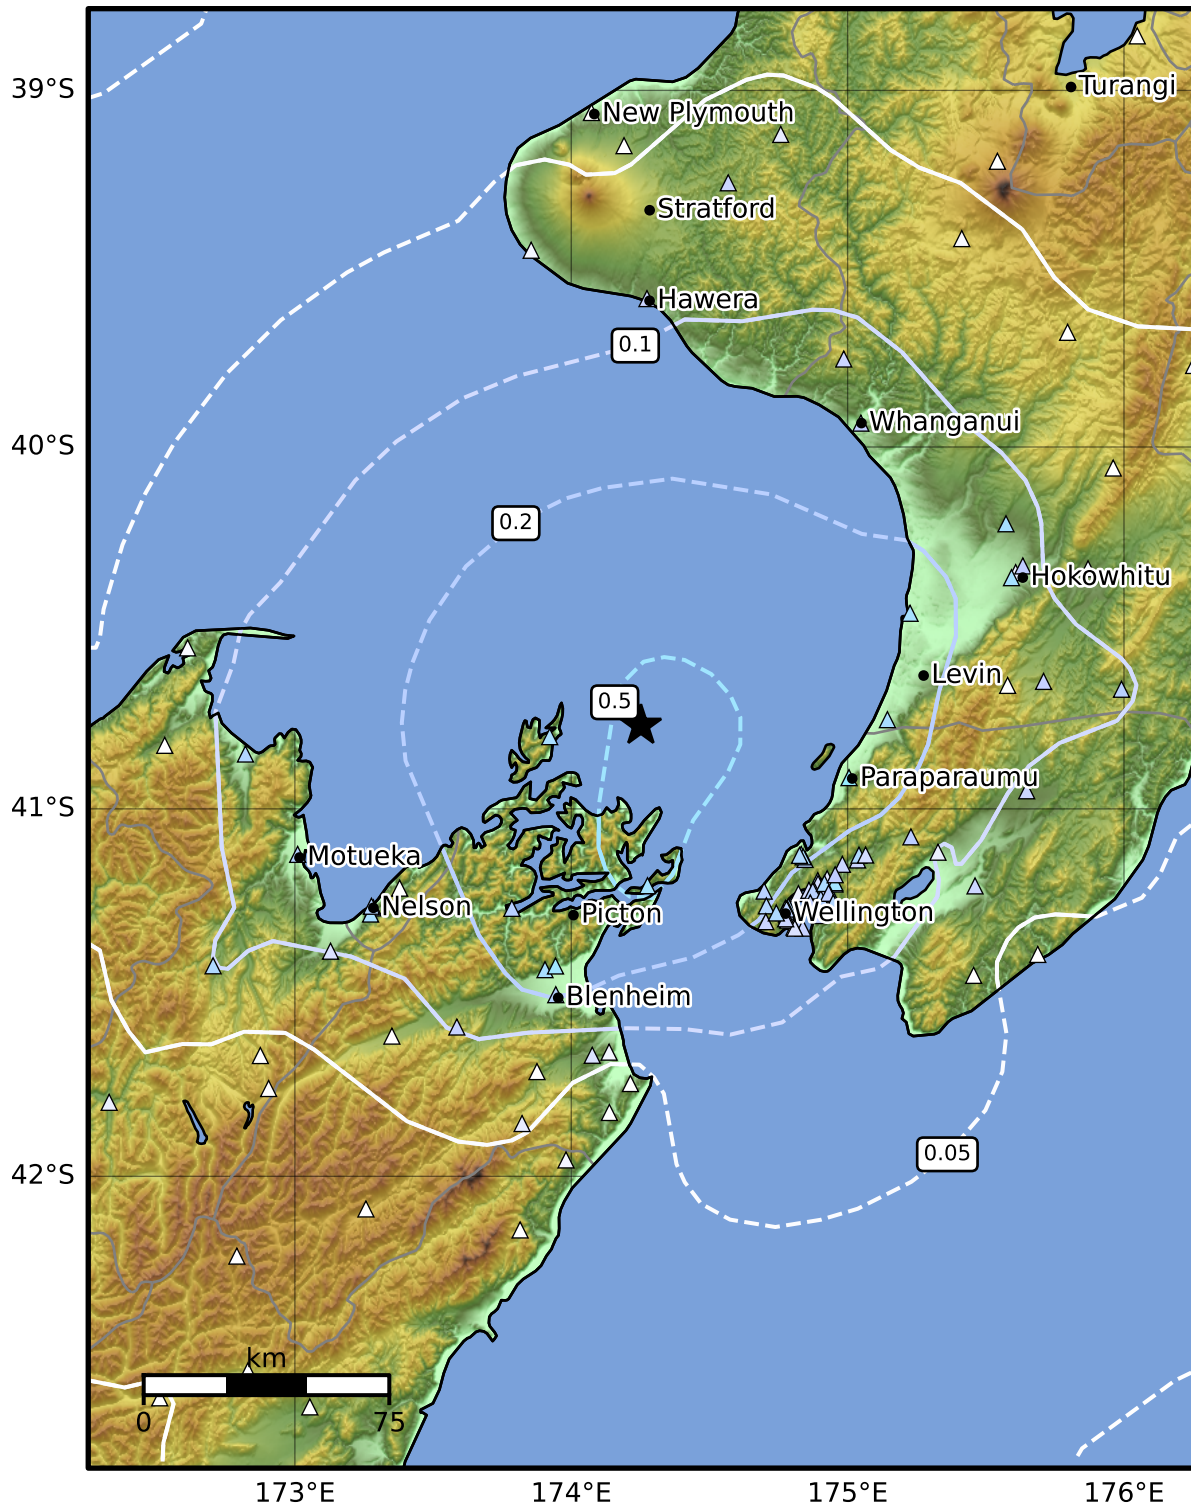 39°S
40°S
41°S
42°S
New Plymouth
Turangi
Stratford
Hawera
0.1
Whanganui
0.2
Hokowhitu
Levin
0.5
Paraparaumu
Motueka
Nelson
Picton
Wellington
Blenheim
0.05
km
0
75
173°E
174°E
175°E
176°E